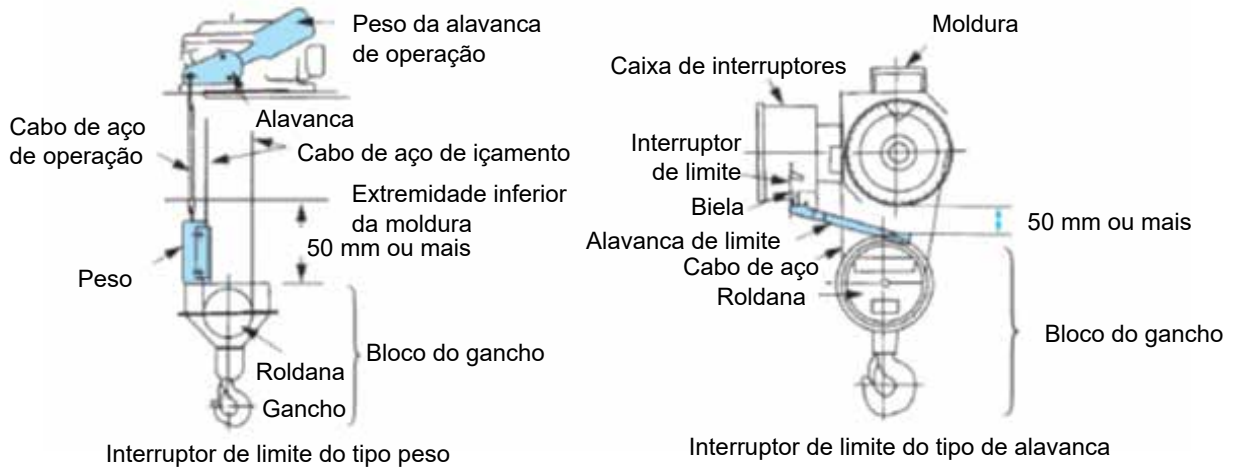 Peso da alavanca
de operação
Alavanca
Cabo de aço
de operação
Cabo de aço de içamento
Extremidade inferior
da moldura
50 mm ou mais
Peso
Bloco do gancho
Roldana
Gancho
Interruptor de limite do tipo peso
Moldura
Caixa de interruptores
Interruptor
de limite
Biela
50 mm ou mais
Alavanca de limite
Cabo de aço
Roldana
Bloco do gancho
Interruptor de limite do tipo de alavanca